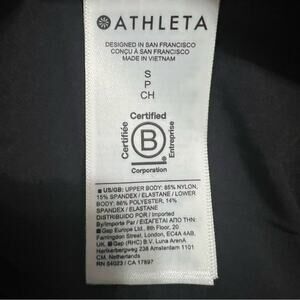 ATHLETA
DESIGNED IN SAN FRANCISCO
CONÇU À SAN FRANCISCO
MADE IN VIETNAM
S
P
CH
Certified
Certifiée
B
Entreprise
Corporation
US/GB: UPPER BODY: 85% NYLON,
15% SPANDEX / ELASTANE / LOWER
BODY: 86% POLYESTER, 14%
SPANDEX / ELASTANE
DISTRIBUIDO POR / Imported
By/Importe Par / ΕΙΣΑΓΕΤΑΙ ΑΠΟ ΤΗΝ:
Gap Europe Ltd., 8th Floor, 20
Farringdon Street, London, EC4A 4AB,
UK. Gap (RHC) B.V. Luna ArenA
Herikerbergweg 238 Amsterdam 1101
CM, Netherlands
RN 54023 / CA 17897